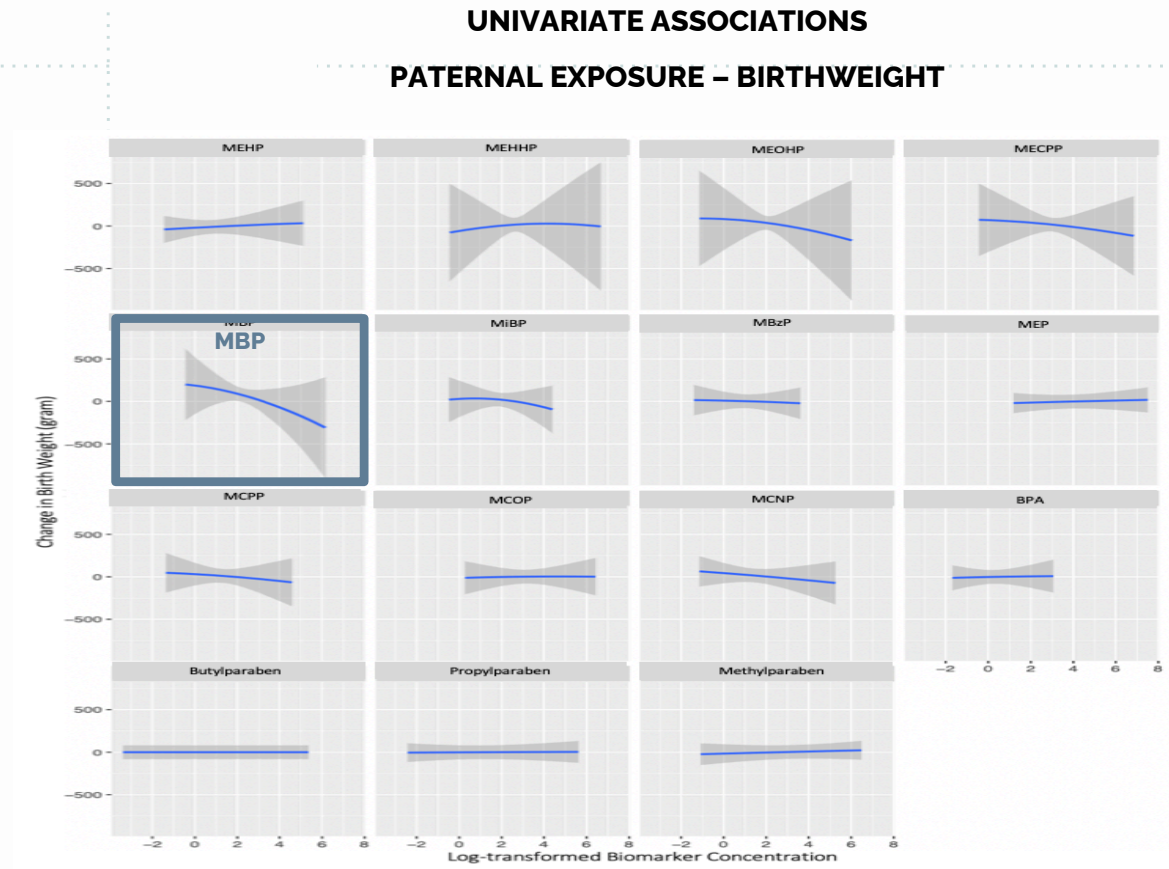 UNIVARIATE ASSOCIATIONS
PATERNAL EXPOSURE – BIRTHWEIGHT
MEHP MEHHP MEOHP MECPP
500
0
−500
MBP MiBP MBzP MEP
MBP
500
0
−500
Change in Birth Weight (gram)
MCPP MCOP MCNP BPA
500
0
−500
−2 0 2 4 6 8
Butylparaben Propylparaben Methylparaben
500
0
−500
−2 0 2 4 6 8 −2 0 2 4 6 8 −2 0 2 4 6 8
Log-transformed Biomarker Concentration